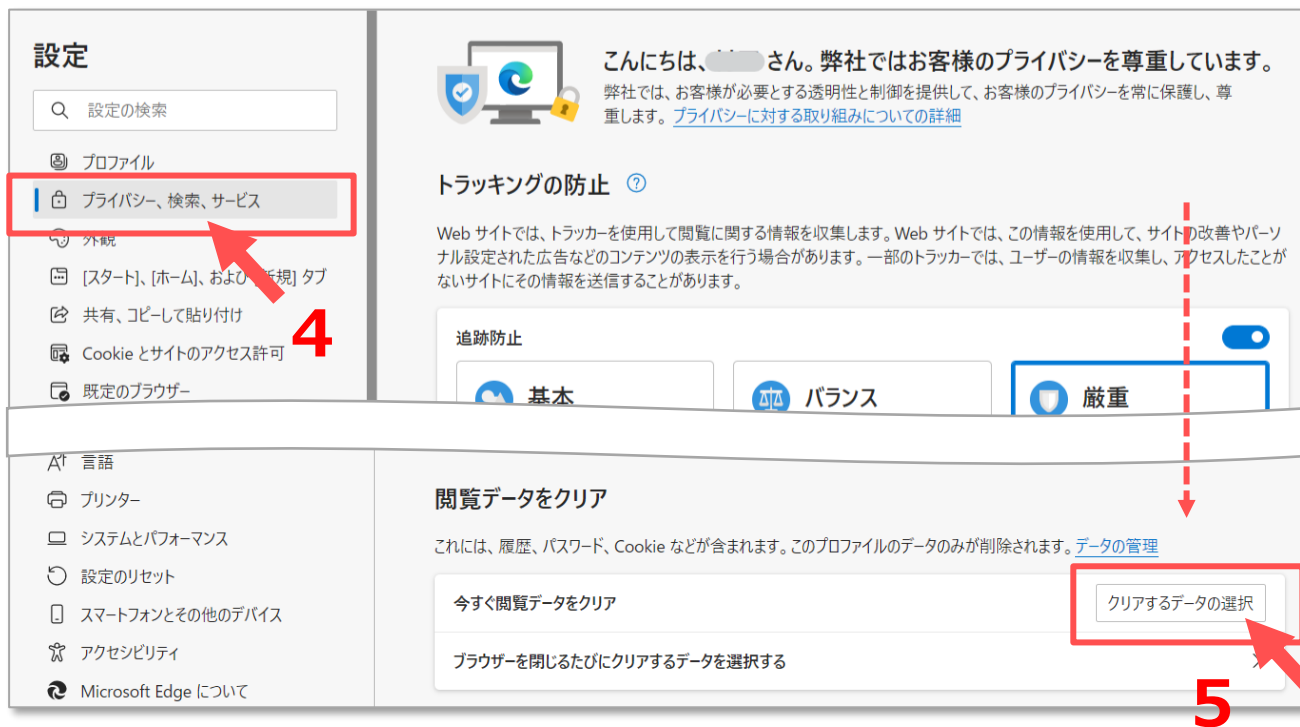 設定
設定の検索
プロファイル
プライバシー、検索、サービス
外観
[スタート]、[ホーム]、および [新規] タブ
共有、コピーして貼り付け
Cookie とサイトのアクセス許可
既定のブラウザー
4
言語
プリンター
システムとパフォーマンス
設定のリセット
スマートフォンとその他のデバイス
アクセシビリティ
Microsoft Edge について
こんにちは、 さん。弊社ではお客様のプライバシーを尊重しています。
弊社では、お客様が必要とする透明性と制御を提供して、お客様のプライバシーを常に保護し、尊
重します。 プライバシーに対する取り組みについての詳細
トラッキングの防止
Web サイトでは、トラッカーを使用して閲覧に関する情報を収集します。Web サイトでは、この情報を使用して、サイトの改善やパーソ
ナル設定された広告などのコンテンツの表示を行う場合があります。一部のトラッカーでは、ユーザーの情報を収集し、アクセスしたことが
ないサイトにその情報を送信することがあります。
追跡防止
基本
バランス
厳重
閲覧データをクリア
これには、履歴、パスワード、Cookie などが含まれます。このプロファイルのデータのみが削除されます。データの管理
今すぐ閲覧データをクリア
クリアするデータの選択
ブラウザーを閉じるたびにクリアするデータを選択する
5